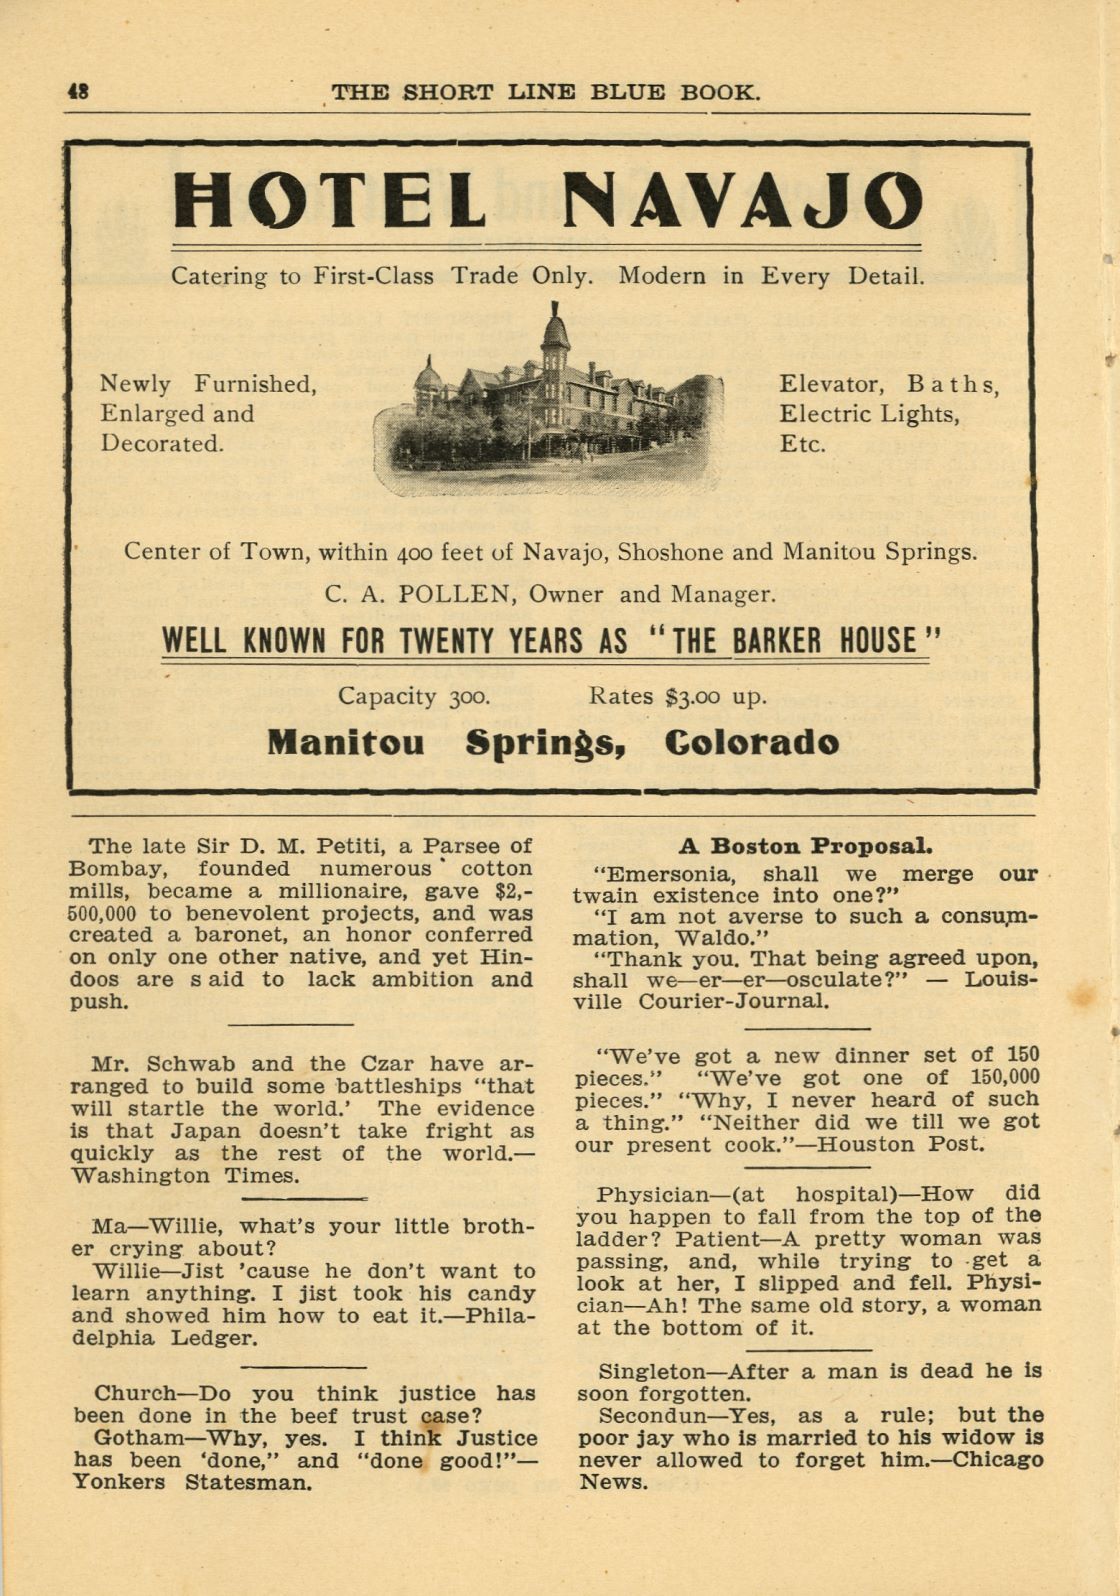 48
THE SHORT LINE BLUE BOOK.
HOTEL NAVAJO
Catering to First-Class Trade Only. Modern in Every Detail.
Newly Furnished,
Enlarged and
Decorated.
Elevator, Baths,
Electric Lights,
Etc.
Center of Town, within 400 feet of Navajo, Shoshone and Manitou Springs.
C. A. POLLEN, Owner and Manager.
WELL KNOWN FOR TWENTY YEARS AS "THE BARKER HOUSE"
Capacity 300. Rates $3.00 up.
Manitou Springs, Colorado
The late Sir D. M. Petiti, a Parsee of
Bombay, founded numerous cotton
mills, became a millionaire, gave $2,-
500,000 to benevolent projects, and was
created a baronet, an honor conferred
on only one other native, and yet Hin-
doos are said to lack ambition and
push.
Mr. Schwab and the Czar have ar-
ranged to build some battleships "that
will startle the world.' The evidence
is that Japan doesn't take fright as
quickly as the rest of the world.—
Washington Times.
Ma—Willie, what's your little broth-
er crying about?
Willie—Jist 'cause he don't want to
learn anything. I jist took his candy
and showed him how to eat it.—Phila-
delphia Ledger.
Church—Do you think justice has
been done in the beef trust case?
Gotham—Why, yes. I think Justice
has been 'done," and "done good!"—
Yonkers Statesman.
A Boston Proposal.
"Emersonia, shall we merge our
twain existence into one?"
"I am not averse to such a consum-
mation, Waldo."
"Thank you. That being agreed upon,
shall we—er—er—osculate?" — Louis-
ville Courier-Journal.
"We've got a new dinner set of 150
pieces." "We've got one of 150,000
pieces." "Why, I never heard of such
a thing." "Neither did we till we got
our present cook."—Houston Post.
Physician—(at hospital)—How did
you happen to fall from the top of the
ladder? Patient—A pretty woman was
passing, and, while trying to get a
look at her, I slipped and fell. Physi-
cian—Ah! The same old story, a woman
at the bottom of it.
Singleton—After a man is dead he is
soon forgotten.
Secondun—Yes, as a rule; but the
poor jay who is married to his widow is
never allowed to forget him.—Chicago
News.